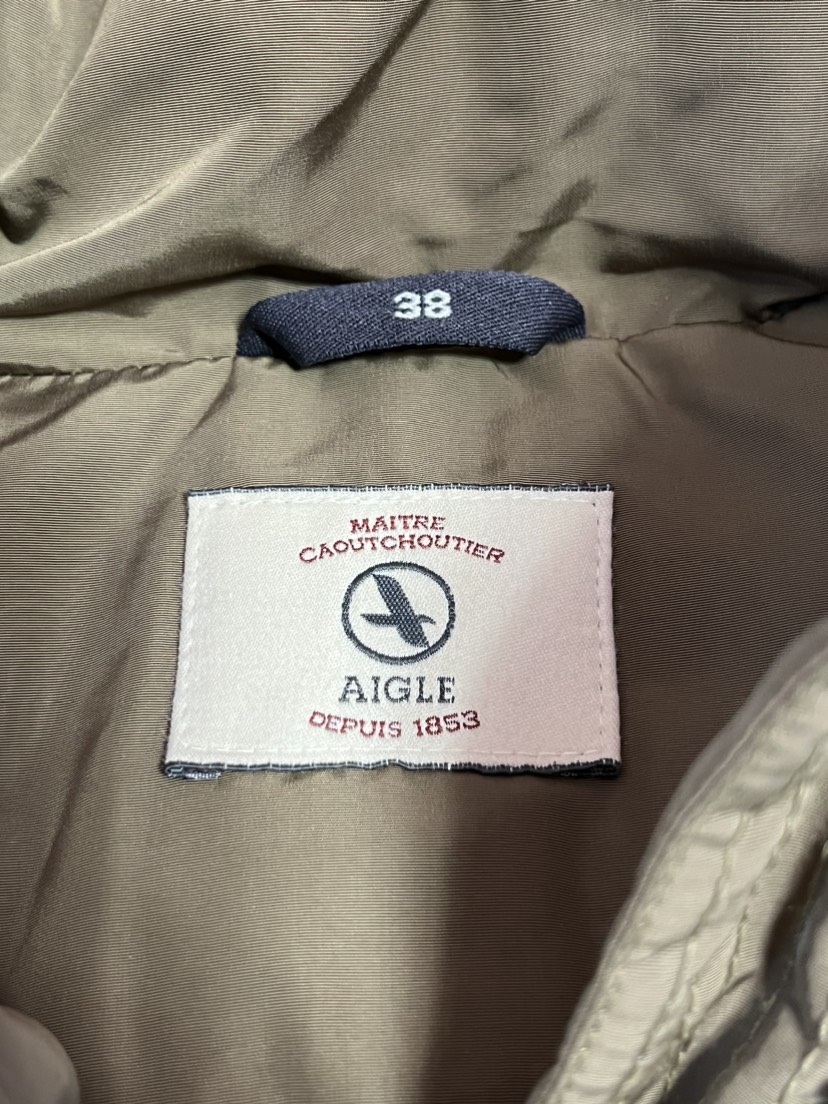 38
MAITRE
CAOUTCHOUTIER
AIGLE
DEPUIS 1853